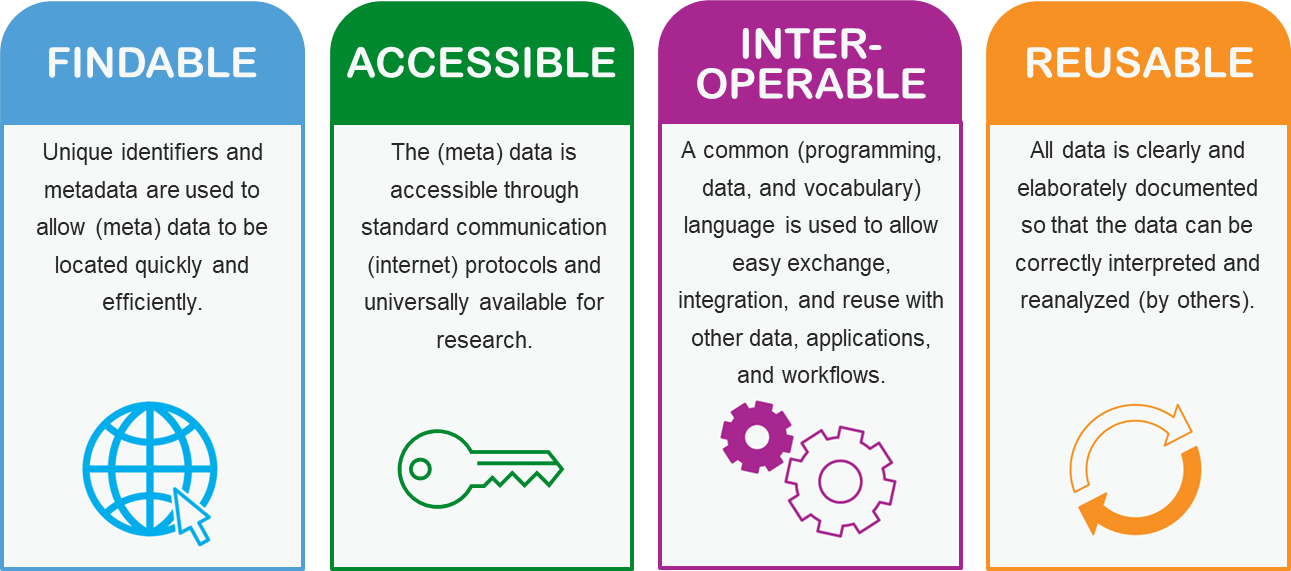 FINDABLE
Unique identifiers and
metadata are used to
allow (meta) data to be
located quickly and
efficiently.
ACCESSIBLE
The (meta) data is
accessible through
standard communication
(internet) protocols and
universally available for
research.
INTER-
OPERABLE
A common (programming,
data, and vocabulary)
language is used to allow
easy exchange,
integration, and reuse with
other data, applications,
and workflows.
REUSABLE
All data is clearly and
elaborately documented
so that the data can be
correctly interpreted and
reanalyzed (by others).